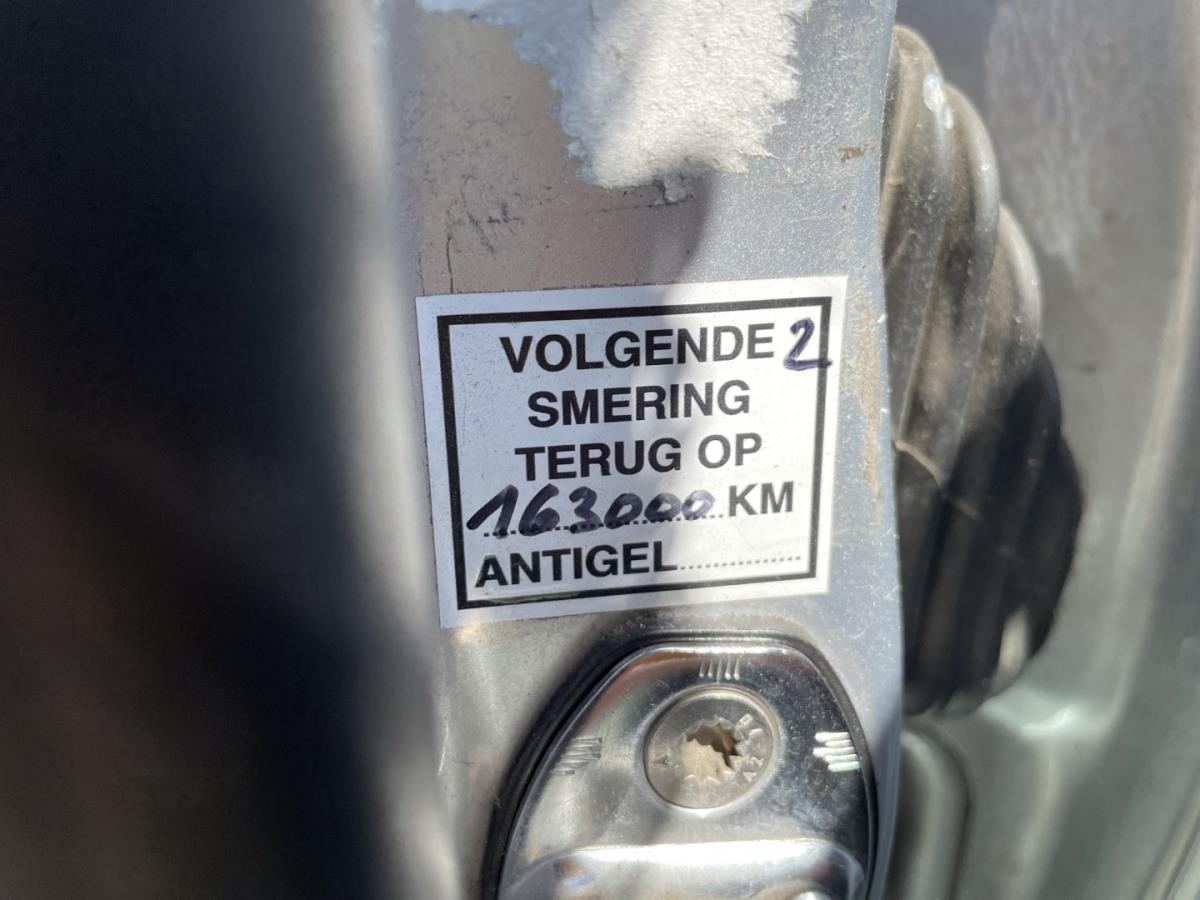 VOLGENDE 2
SMERING
TERUG OP
163000 KM
ANTIGEL............